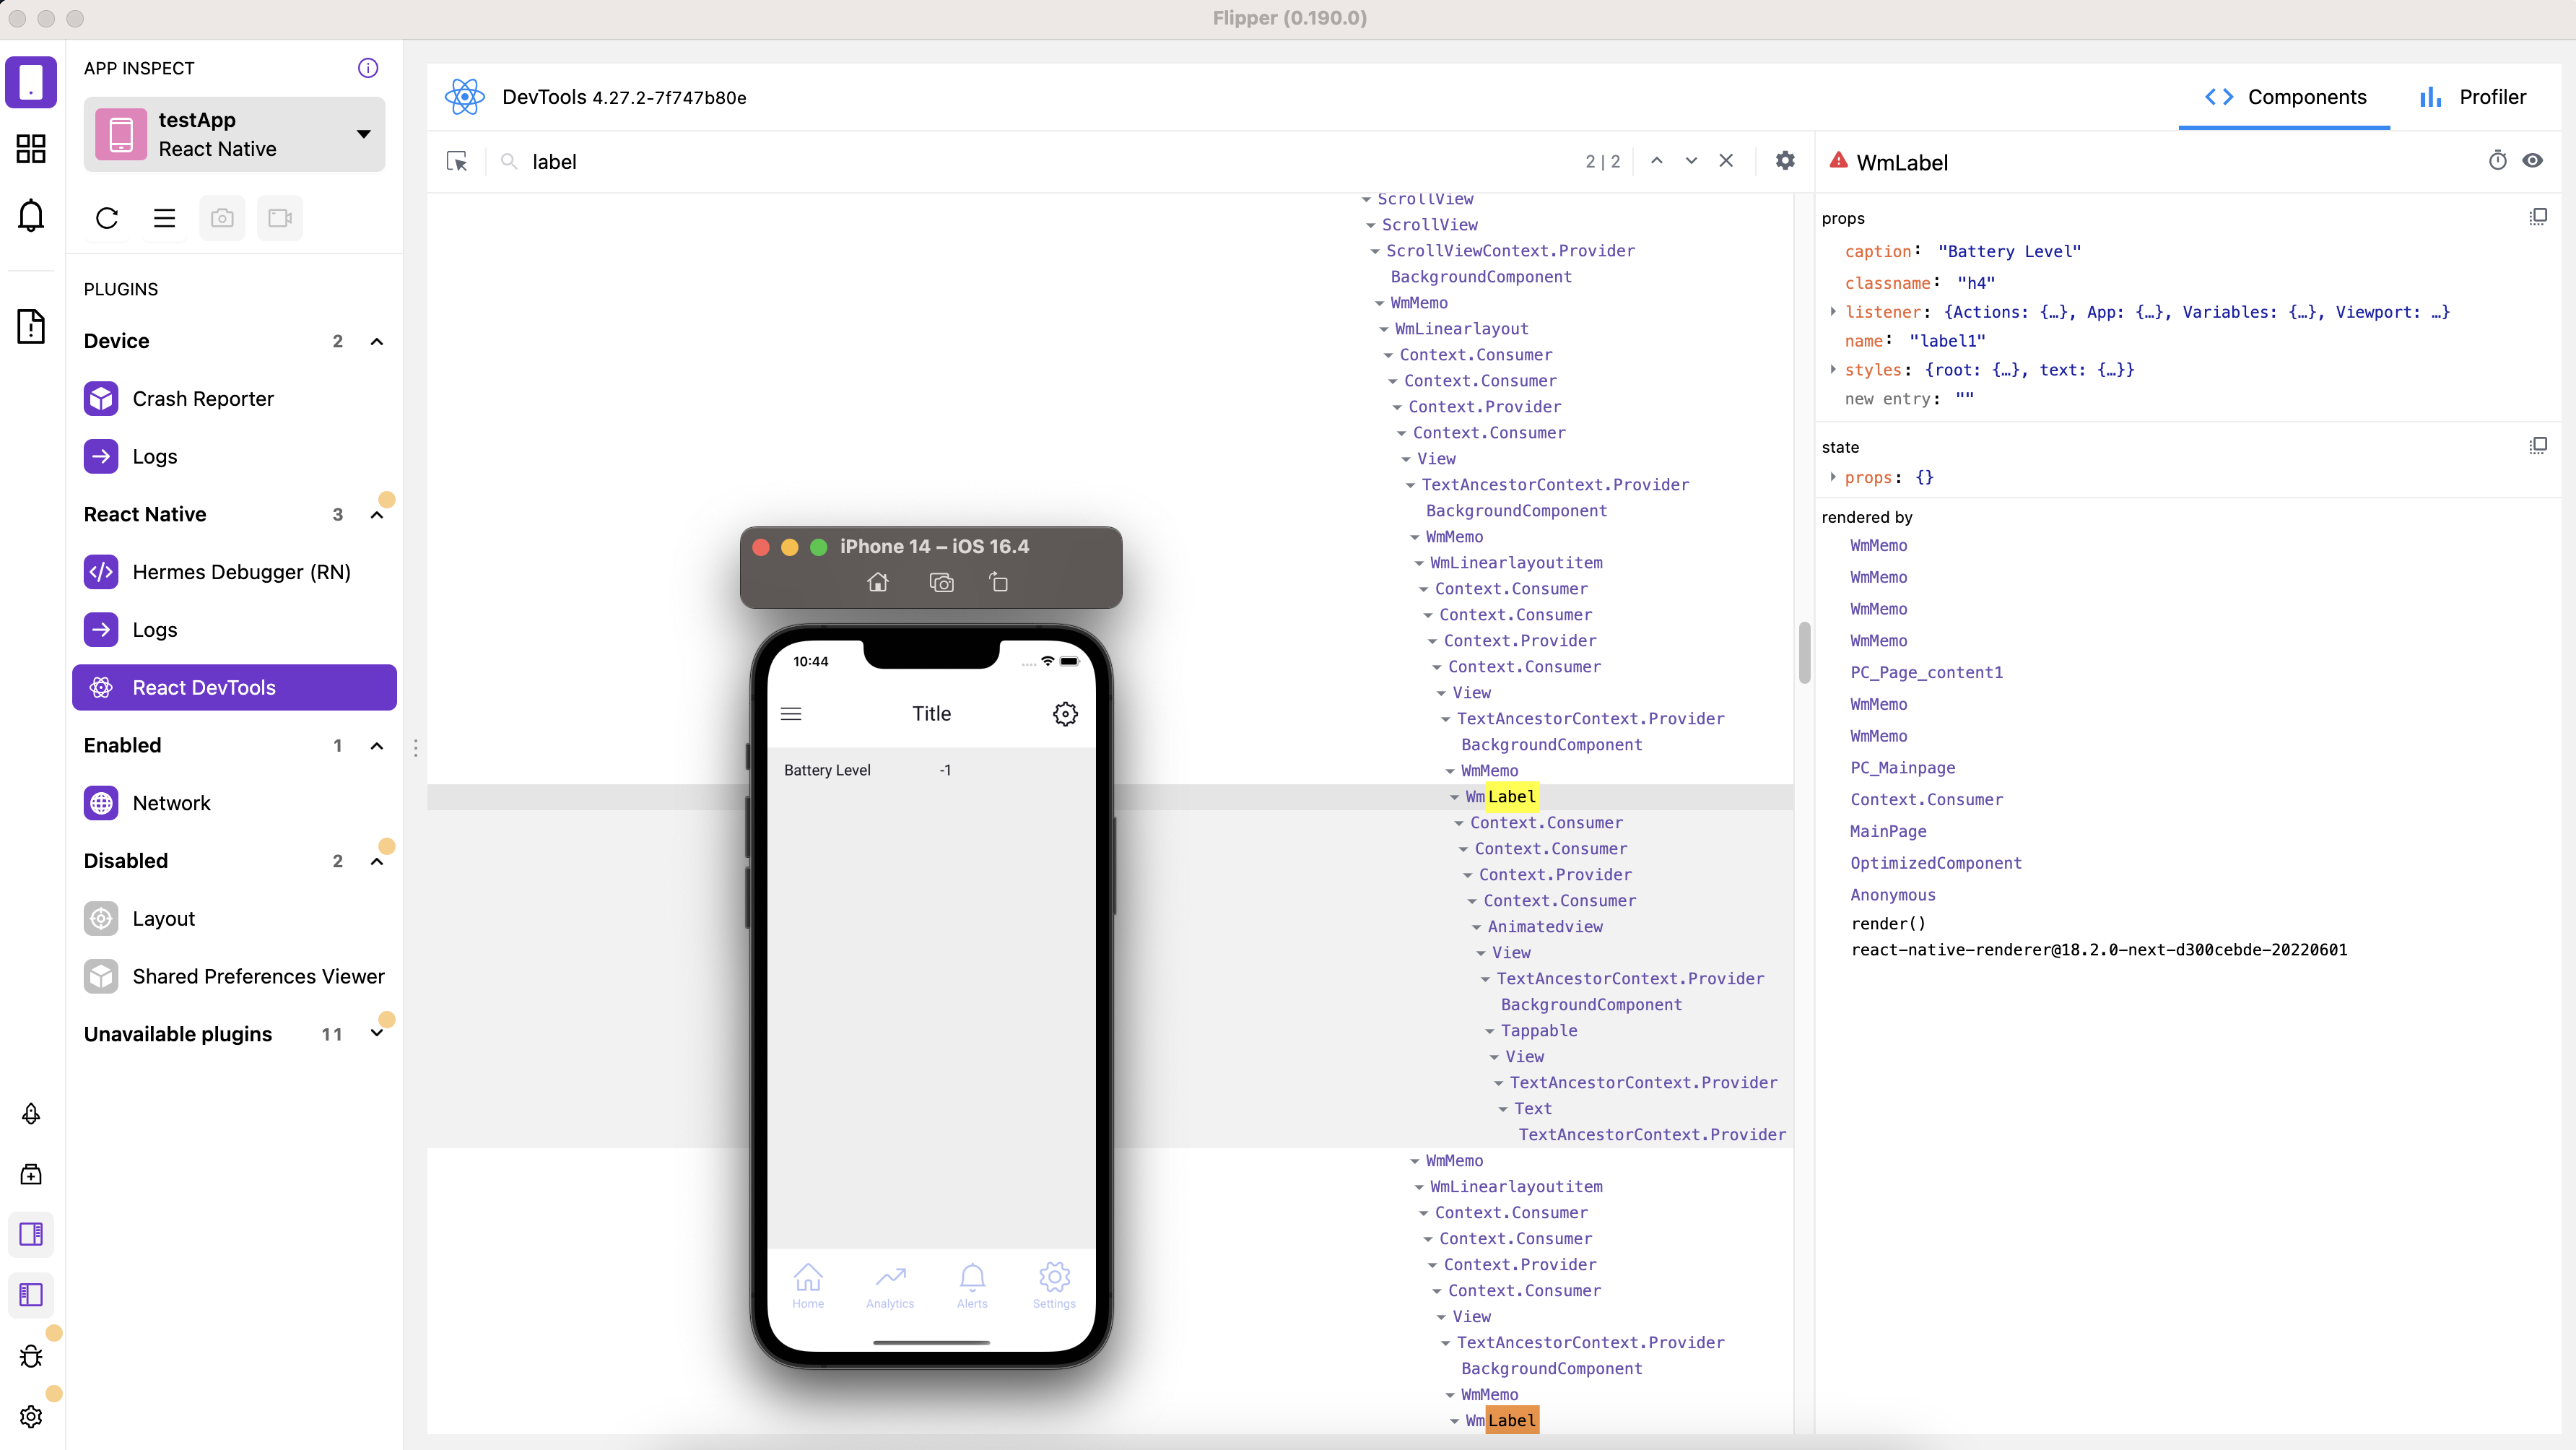 Flipper (0.190.0)
APP INSPECT
testApp
React Native
PLUGINS
Device 2
Crash Reporter
Logs
React Native 3
Hermes Debugger (RN)
Logs
React DevTools
Enabled 1
Network
Disabled 2
Layout
Shared Preferences Viewer
Unavailable plugins 11
DevTools 4.27.2-7f747b80e
Components
Profiler
label
2 | 2
ScrollView
ScrollView
ScrollViewContext.Provider
BackgroundComponent
WmMemo
WmLinearlayout
Context.Consumer
Context.Consumer
Context.Provider
Context.Consumer
View
TextAncestorContext.Provider
BackgroundComponent
WmMemo
WmLinearlayoutitem
Context.Consumer
Context.Consumer
Context.Provider
Context.Consumer
View
TextAncestorContext.Provider
BackgroundComponent
WmMemo
WmLabel
Context.Consumer
Context.Consumer
Context.Provider
Context.Consumer
Animatedview
View
TextAncestorContext.Provider
BackgroundComponent
Tappable
View
TextAncestorContext.Provider
Text
TextAncestorContext.Provider
WmMemo
WmLinearlayoutitem
Context.Consumer
Context.Consumer
Context.Provider
Context.Consumer
View
TextAncestorContext.Provider
BackgroundComponent
WmMemo
WmLabel
iPhone 14 – iOS 16.4
10:44
Title
Battery Level -1
Home Analytics Alerts Settings
WmLabel
props
caption: "Battery Level"
classname: "h4"
listener: {Actions: {…}, App: {…}, Variables: {…}, Viewport: …}
name: "label1"
styles: {root: {…}, text: {…}}
new entry: ""
state
props: {}
rendered by
WmMemo
WmMemo
WmMemo
WmMemo
PC_Page_content1
WmMemo
WmMemo
PC_Mainpage
Context.Consumer
MainPage
OptimizedComponent
Anonymous
render()
react-native-renderer@18.2.0-next-d300cebde-20220601